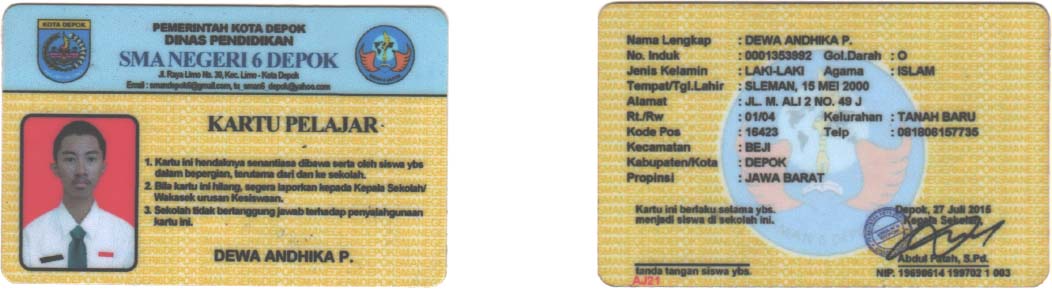 KOTA DEPOK
PEMERINTAH KOTA DEPOK
DINAS PENDIDIKAN
SMA NEGERI 6 DEPOK
Jl. Raya Limo No. 30, Kec. Limo - Kota Depok
Email : smandepok6@gmail.com, tu_sman6_depok@yahoo.com
KARTU PELAJAR
1. Kartu ini hendaknya senantiasa dibawa serta oleh siswa ybs
dalam bepergian, terutama dari dan ke sekolah.
2. Bila kartu ini hilang, segera laporkan kepada Kepala Sekolah/
Wakasek urusan Kesiswaan.
3. Sekolah tidak bertanggung jawab terhadap penyalahgunaan
kartu ini.
DEWA ANDHIKA P.
Nama Lengkap : DEWA ANDHIKA P.
No. Induk : 0001353992 Gol.Darah : O
Jenis Kelamin : LAKI-LAKI Agama : ISLAM
Tempat/Tgl.Lahir : SLEMAN, 15 MEI 2000
Alamat : JL. M. ALI 2 NO. 49 J
Rt./Rw : 01/04 Kelurahan : TANAH BARU
Kode Pos : 16423 Telp : 081806157735
Kecamatan : BEJI
Kabupaten/Kota : DEPOK
Propinsi : JAWA BARAT
Kartu ini berlaku selama ybs.
menjadi siswa di sekolah ini.
Depok, 27 Juli 2015
Kepala Sekolah,
tanda tangan siswa ybs.
AJ21
Abdul Fatah, S.Pd.
NIP. 19690614 199702 1 003